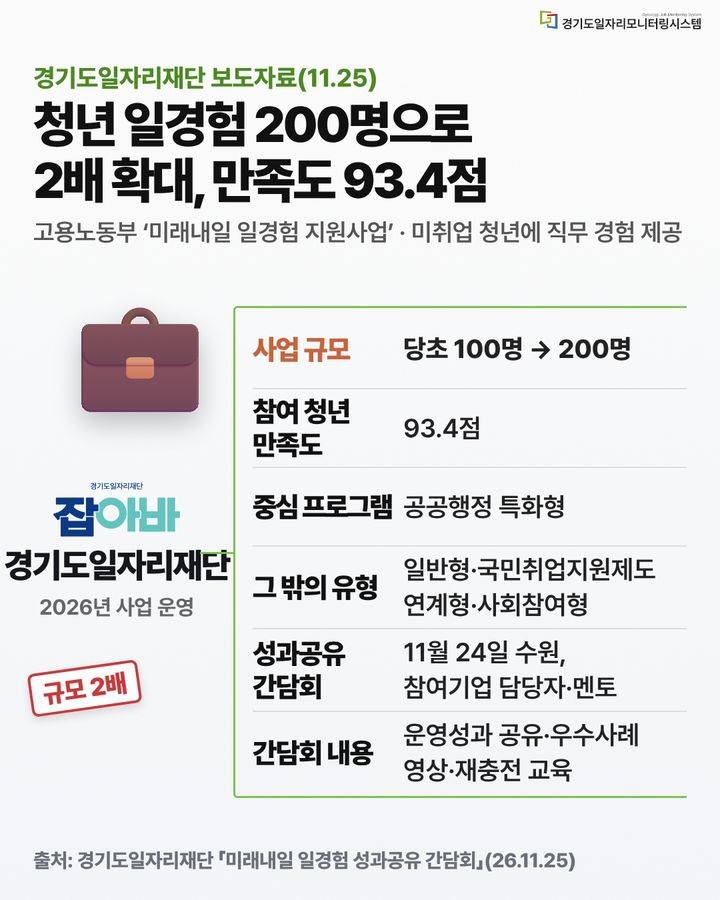 경기도일자리모니터링시스템
경기도일자리재단 보도자료(11.25)
청년 일경험 200명으로
2배 확대, 만족도 93.4점
고용노동부 ‘미래내일 일경험 지원사업’ · 미취업 청년에 직무 경험 제공
사업 규모 당초 100명 → 200명
참여 청년
만족도
93.4점
중심 프로그램 공공행정 특화형
그 밖의 유형
일반형·국민취업지원제도
연계형·사회참여형
성과공유
간담회
11월 24일 수원,
참여기업 담당자·멘토
간담회 내용
운영성과 공유·우수사례
영상·재충전 교육
경기도일자리재단
잡아바
경기도일자리재단
2026년 사업 운영
규모 2배
출처: 경기도일자리재단 「미래내일 일경험 성과공유 간담회」(26.11.25)